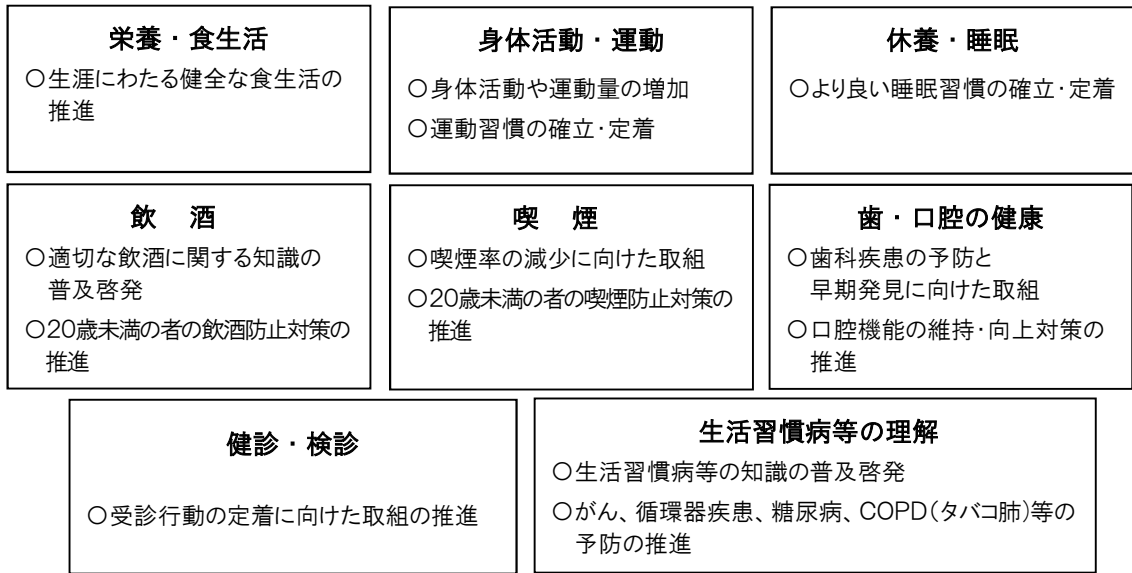 栄養・食生活
○生涯にわたる健全な食生活の
推進
身体活動・運動
○身体活動や運動量の増加
○運動習慣の確立・定着
休養・睡眠
○より良い睡眠習慣の確立・定着
飲　酒
○適切な飲酒に関する知識の
普及啓発
○20歳未満の者の飲酒防止対策の
推進
喫　煙
○喫煙率の減少に向けた取組
○20歳未満の者の喫煙防止対策の
推進
歯・口腔の健康
○歯科疾患の予防と
早期発見に向けた取組
○口腔機能の維持・向上対策の
推進
健診・検診
○受診行動の定着に向けた取組の推進
生活習慣病等の理解
○生活習慣病等の知識の普及啓発
○がん、循環器疾患、糖尿病、COPD（タバコ肺）等の
予防の推進